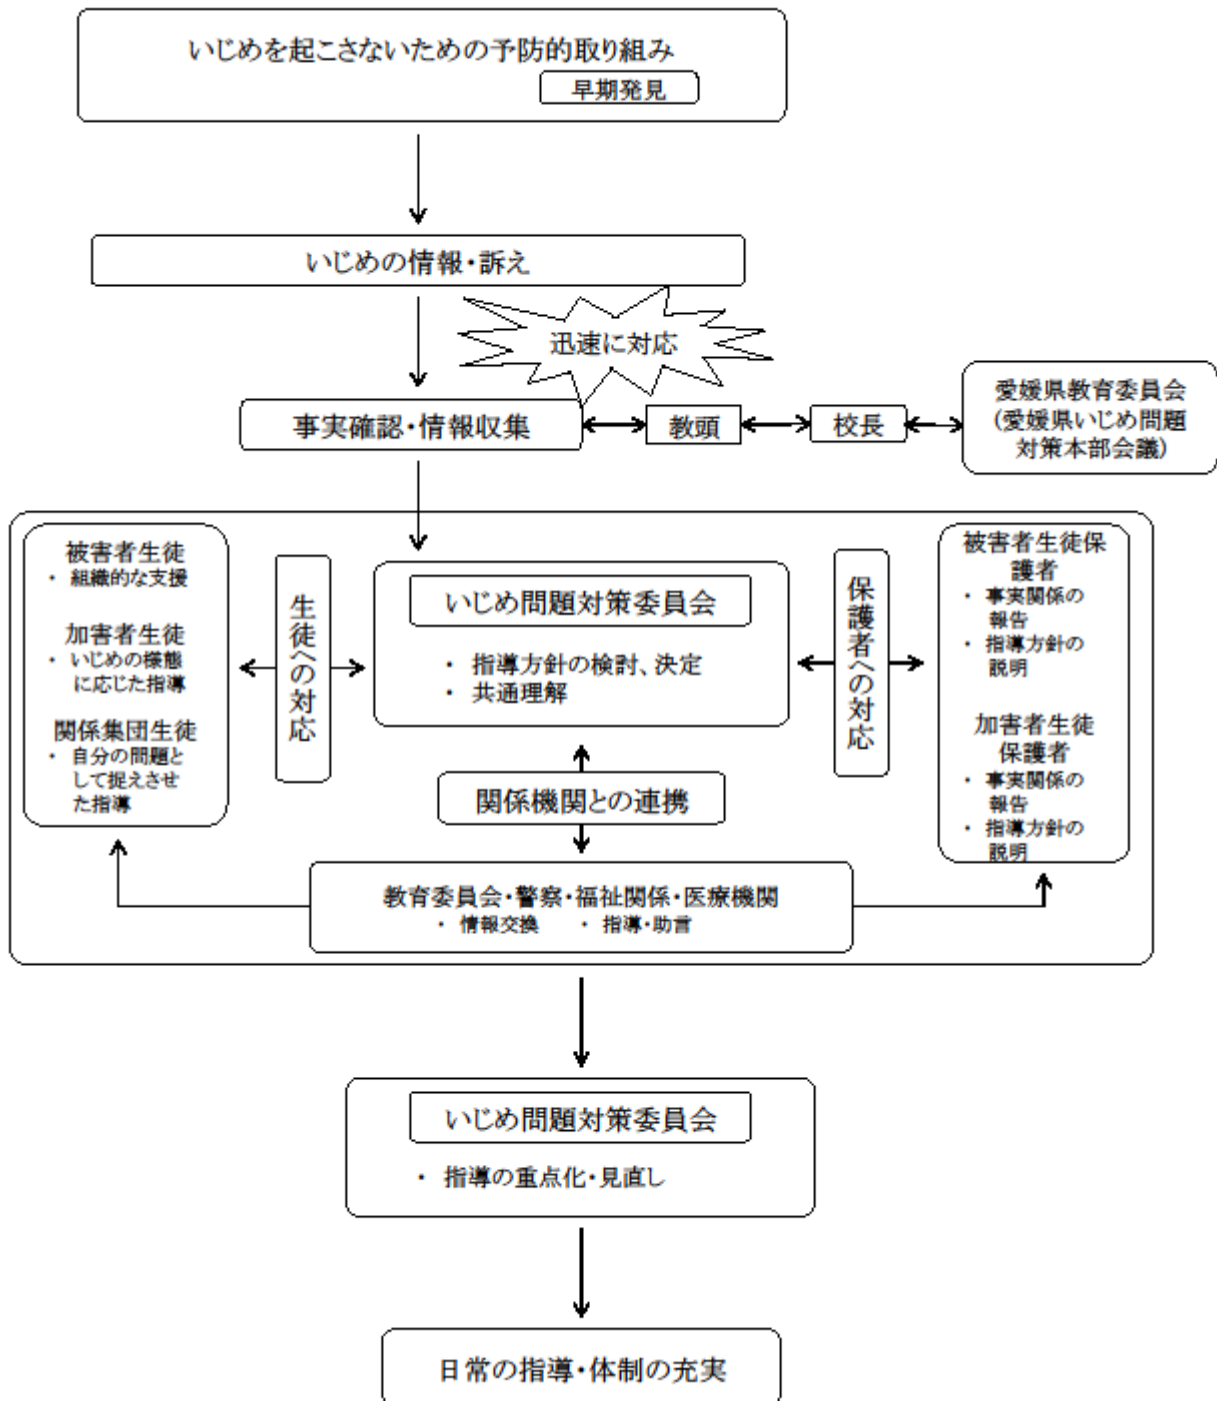 いじめを起こさないための予防的取り組み
早期発見
いじめの情報・訴え
迅速に対応
事実確認・情報収集
教頭
校長
愛媛県教育委員会
(愛媛県いじめ問題
対策本部会議)
被害者生徒
・ 組織的な支援
加害者生徒
・ いじめの様態
に応じた指導
関係集団生徒
・ 自分の問題と
して捉えさせ
た指導
生徒への対応
いじめ問題対策委員会
・ 指導方針の検討、決定
・ 共通理解
保護者への対応
被害者生徒保
護者
・ 事実関係の
報告
・ 指導方針の
説明
加害者生徒
保護者
・ 事実関係の
報告
・ 指導方針の
説明
関係機関との連携
教育委員会・警察・福祉関係・医療機関
・ 情報交換 ・ 指導・助言
いじめ問題対策委員会
・ 指導の重点化・見直し
日常の指導・体制の充実